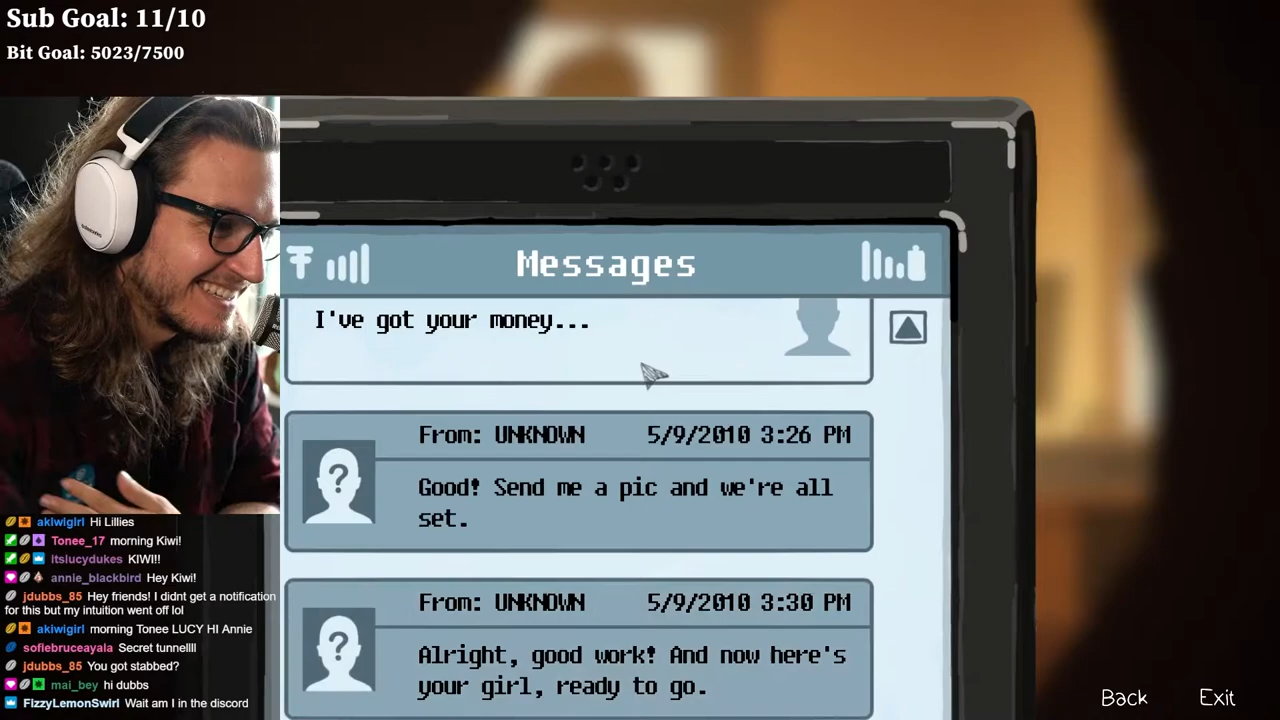 Sub Goal: 11/10
Bit Goal: 5023/7500
Messages
I've got your money...
From: UNKNOWN 5/9/2010 3:26 PM
?
Good! Send me a pic and we're all
set.
From: UNKNOWN 5/9/2010 3:30 PM
?
Alright, good work! And now here's
your girl, ready to go.
akiwigirl Hi Lillies
Tonee_17 morning Kiwi!
itslucydukes KIWI!!
annie_blackbird Hey Kiwi!
jdubbs_85 Hey friends! I didnt get a notification
for this but my intuition went off lol
akiwigirl morning Tonee LUCY HI Annie
sofiebruceayala Secret tunnellll
jdubbs_85 You got stabbed?
mai_bey hi dubbs
FizzyLemonSwirl Wait am I in the discord
Back Exit